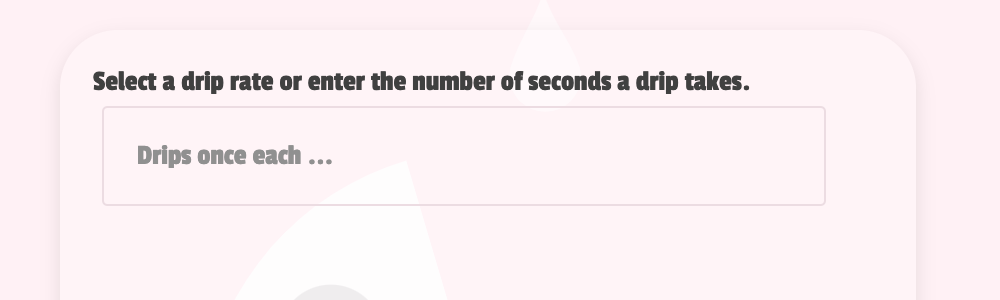 Select a drip rate or enter the number of seconds a drip takes.
Drips once each ...